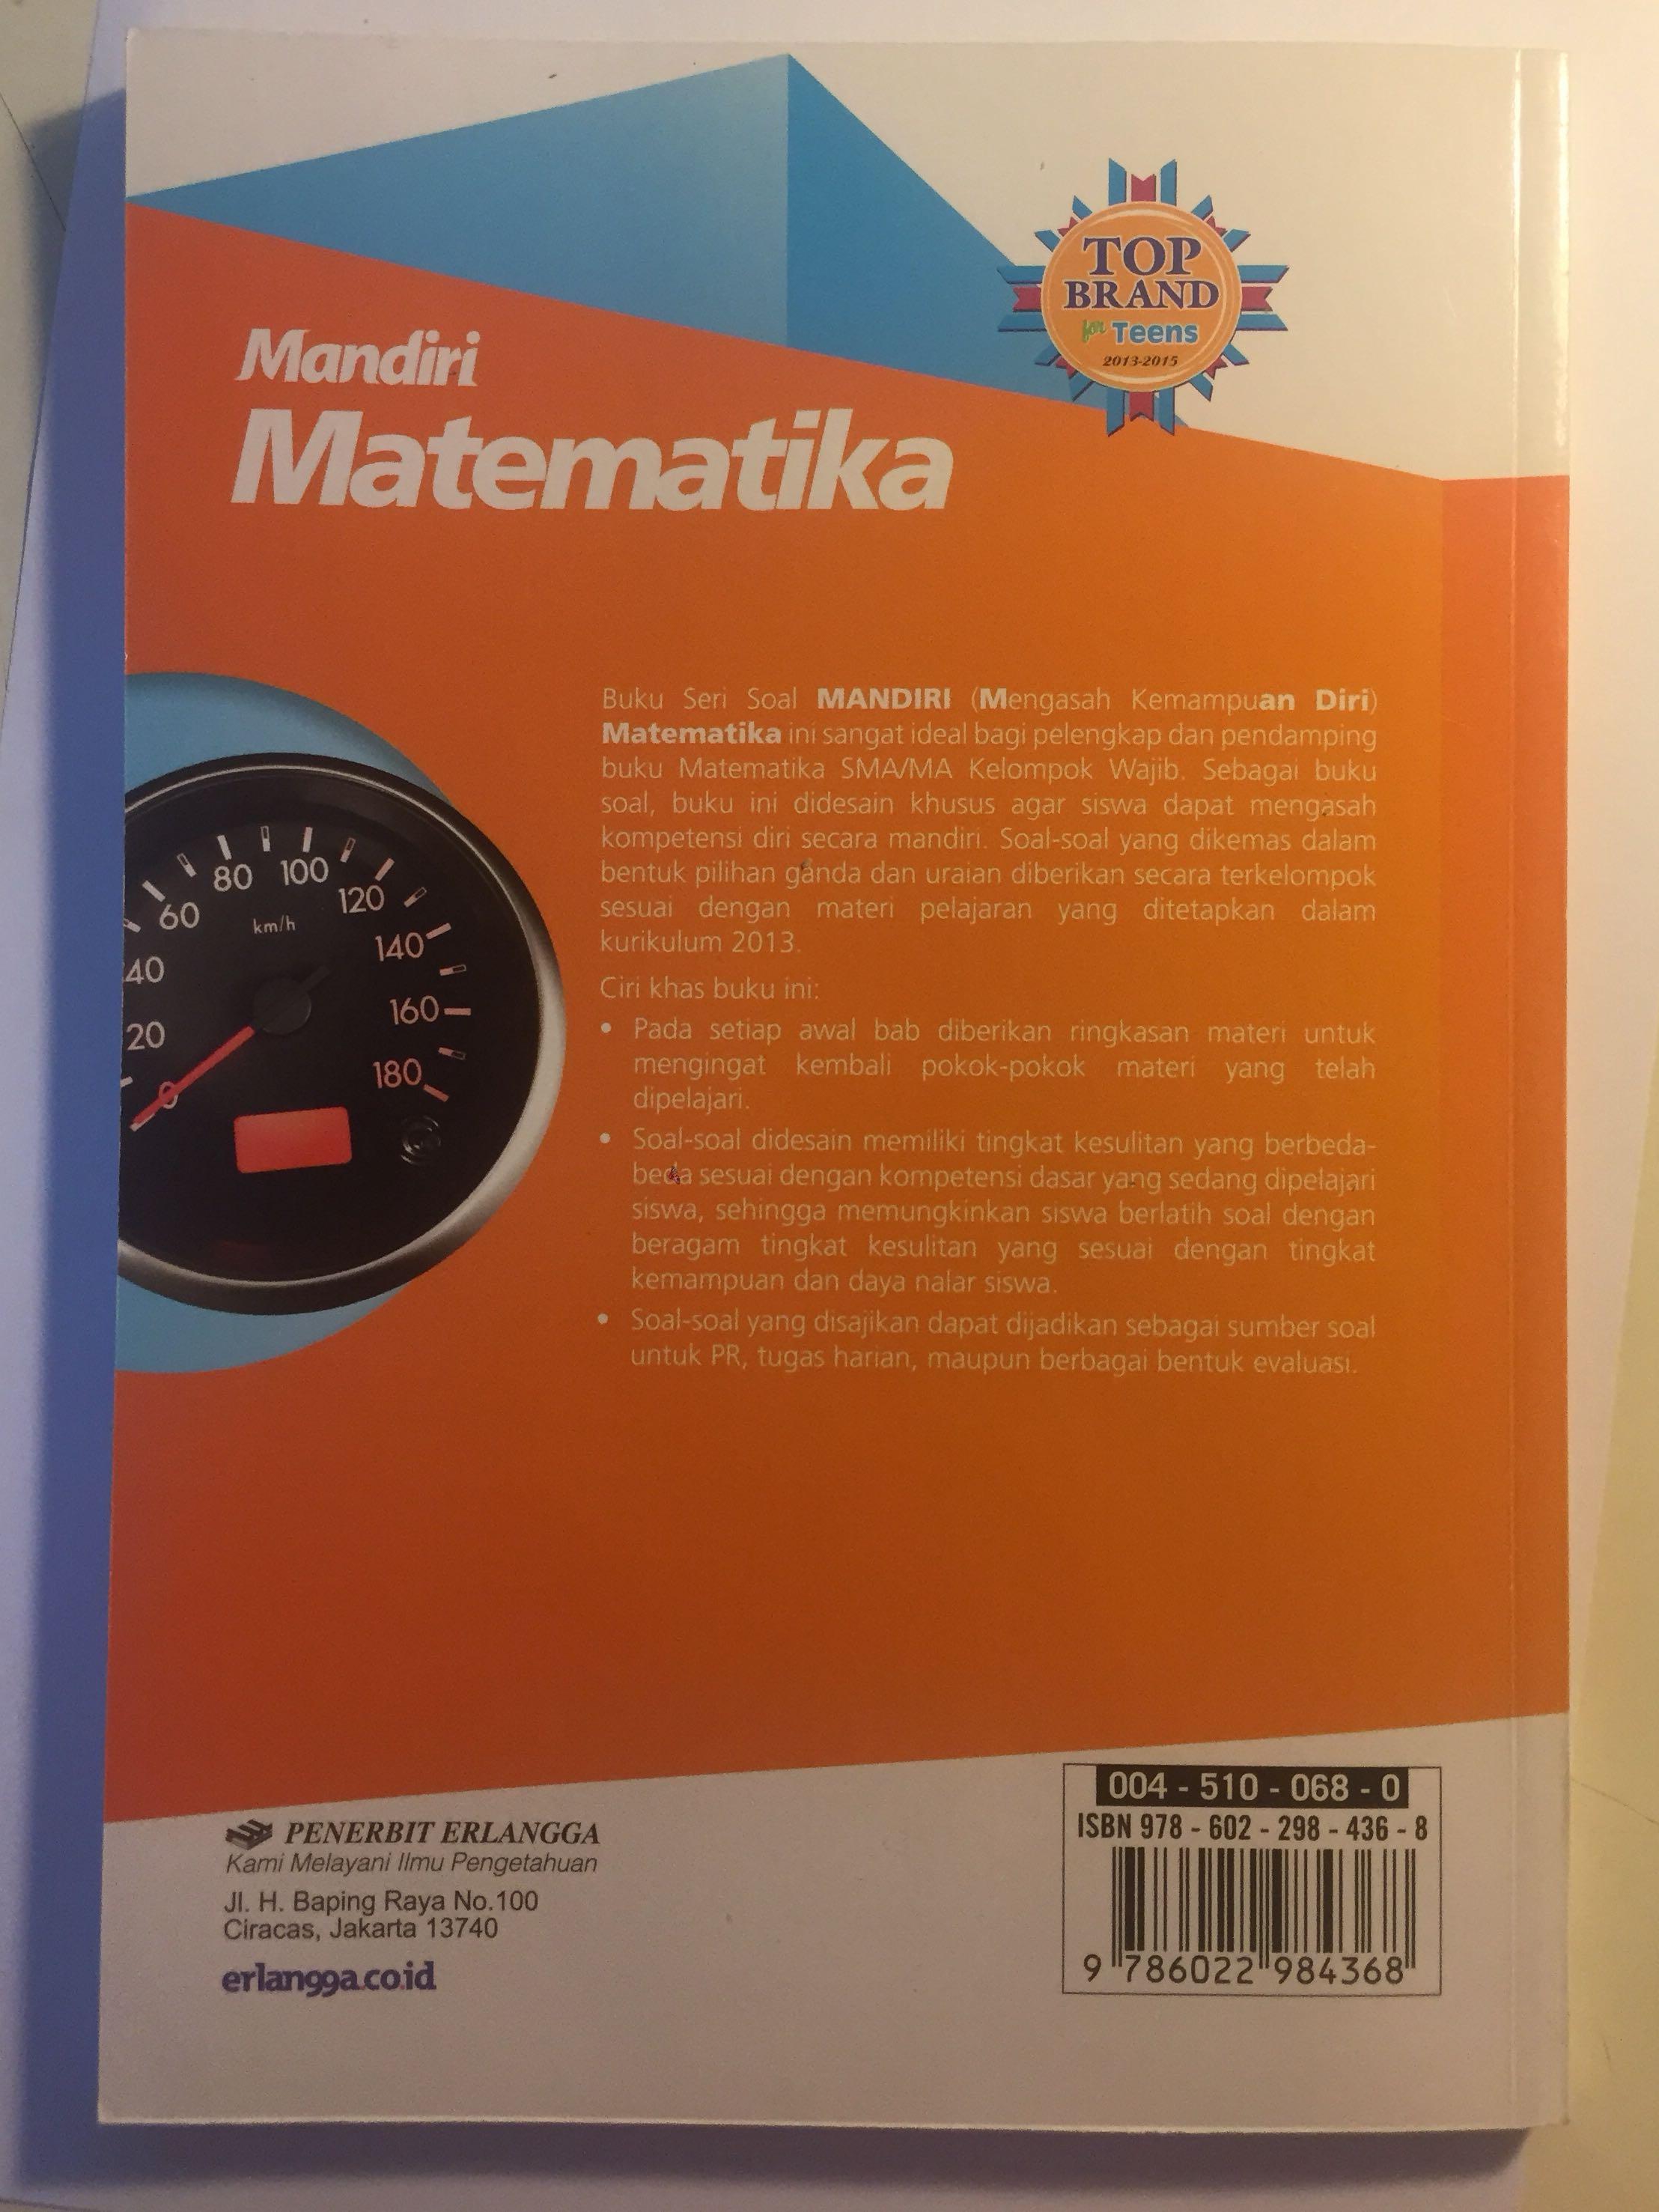 TOP
BRAND
for Teens
2013-2015
Mandiri
Matematika
Buku Seri Soal MANDIRI (Mengasah Kemampuan Diri)
Matematika ini sangat ideal bagi pelengkap dan pendamping
buku Matematika SMA/MA Kelompok Wajib. Sebagai buku
soal, buku ini didesain khusus agar siswa dapat mengasah
kompetensi diri secara mandiri. Soal-soal yang dikemas dalam
bentuk pilihan ganda dan uraian diberikan secara terkelompok
sesuai dengan materi pelajaran yang ditetapkan dalam
kurikulum 2013.
Ciri khas buku ini:
• Pada setiap awal bab diberikan ringkasan materi untuk
mengingat kembali pokok-pokok materi yang telah
dipelajari.
• Soal-soal didesain memiliki tingkat kesulitan yang berbeda-
beda sesuai dengan kompetensi dasar yang sedang dipelajari
siswa, sehingga memungkinkan siswa berlatih soal dengan
beragam tingkat kesulitan yang sesuai dengan tingkat
kemampuan dan daya nalar siswa.
• Soal-soal yang disajikan dapat dijadikan sebagai sumber soal
untuk PR, tugas harian, maupun berbagai bentuk evaluasi.
0
20
40
60
80
100
120
140
160
180
km/h
PENERBIT ERLANGGA
Kami Melayani Ilmu Pengetahuan
Jl. H. Baping Raya No.100
Ciracas, Jakarta 13740
erlangga.co.id
004 - 510 - 068 - 0
ISBN 978 - 602 - 298 - 436 - 8
9 786022 984368